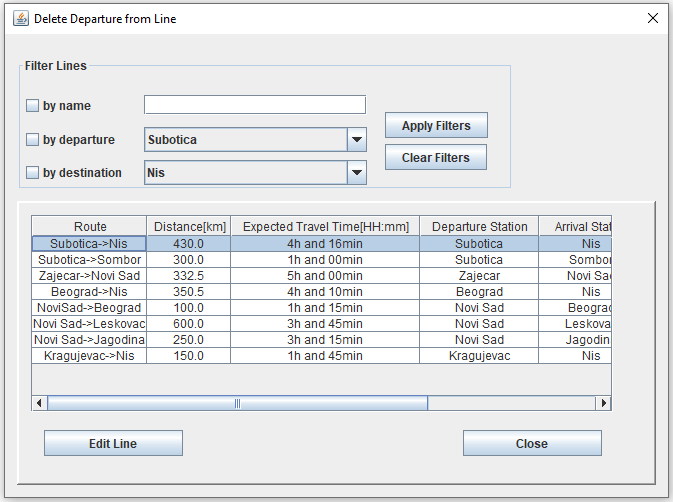 Delete Departure from Line
Filter Lines
by name
by departure Subotica
by destination Nis
Apply Filters
Clear Filters
Route Distance[km] Expected Travel Time[HH:mm] Departure Station Arrival Stat
Subotica->Nis 430.0 4h and 16min Subotica Nis
Subotica->Sombor 300.0 1h and 00min Subotica Sombor
Zajecar->Novi Sad 332.5 5h and 00min Zajecar Novi Sad
Beograd->Nis 350.5 4h and 10min Beograd Nis
NoviSad->Beograd 100.0 1h and 15min Novi Sad Beograd
Novi Sad->Leskovac 600.0 3h and 45min Novi Sad Leskova
Novi Sad->Jagodina 250.0 3h and 15min Novi Sad Jagodin
Kragujevac->Nis 150.0 1h and 45min Kragujevac Nis
Edit Line
Close